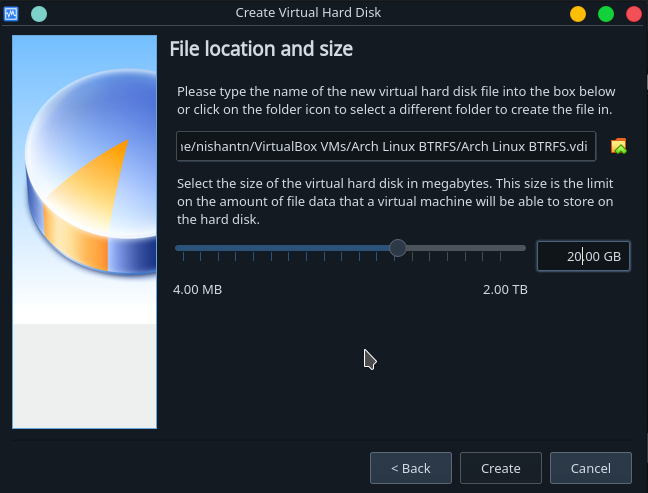 Create Virtual Hard Disk
File location and size
Please type the name of the new virtual hard disk file into the box below
or click on the folder icon to select a different folder to create the file in.
e/nishantn/VirtualBox VMs/Arch Linux BTRFS/Arch Linux BTRFS.vdi
Select the size of the virtual hard disk in megabytes. This size is the limit
on the amount of file data that a virtual machine will be able to store on
the hard disk.
20.00 GB
4.00 MB 2.00 TB
< Back Create Cancel